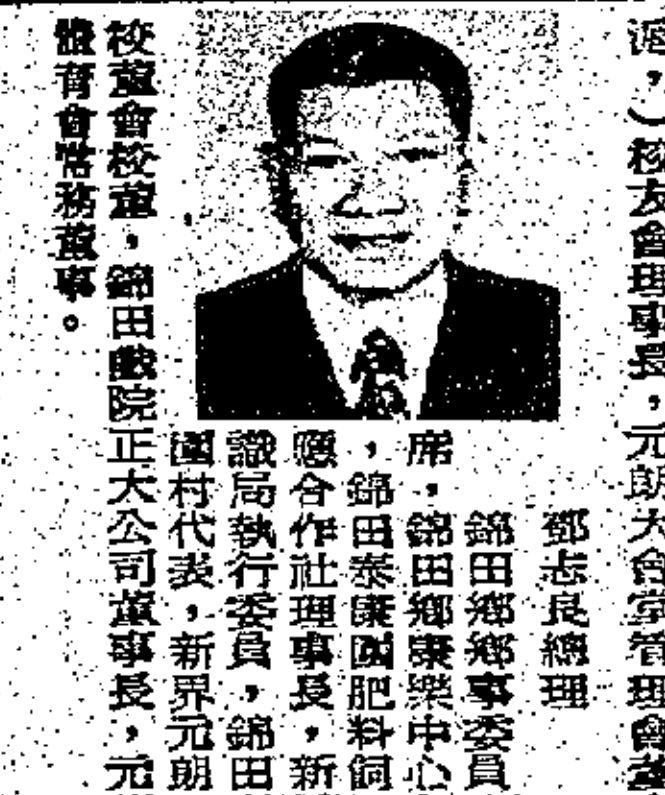 ，）校友會理事長，元朗大會堂管理會董
鄧志良總理
錦田鄉鄉事委員
席，錦田鄉康樂中心
，錦田泰康圍肥料飼
應合作社理事長，新
議局執行委員，錦田
圍村代表，新界元朗
校董會校董，錦田戲院正大公司董事長，元
體育會常務董事。